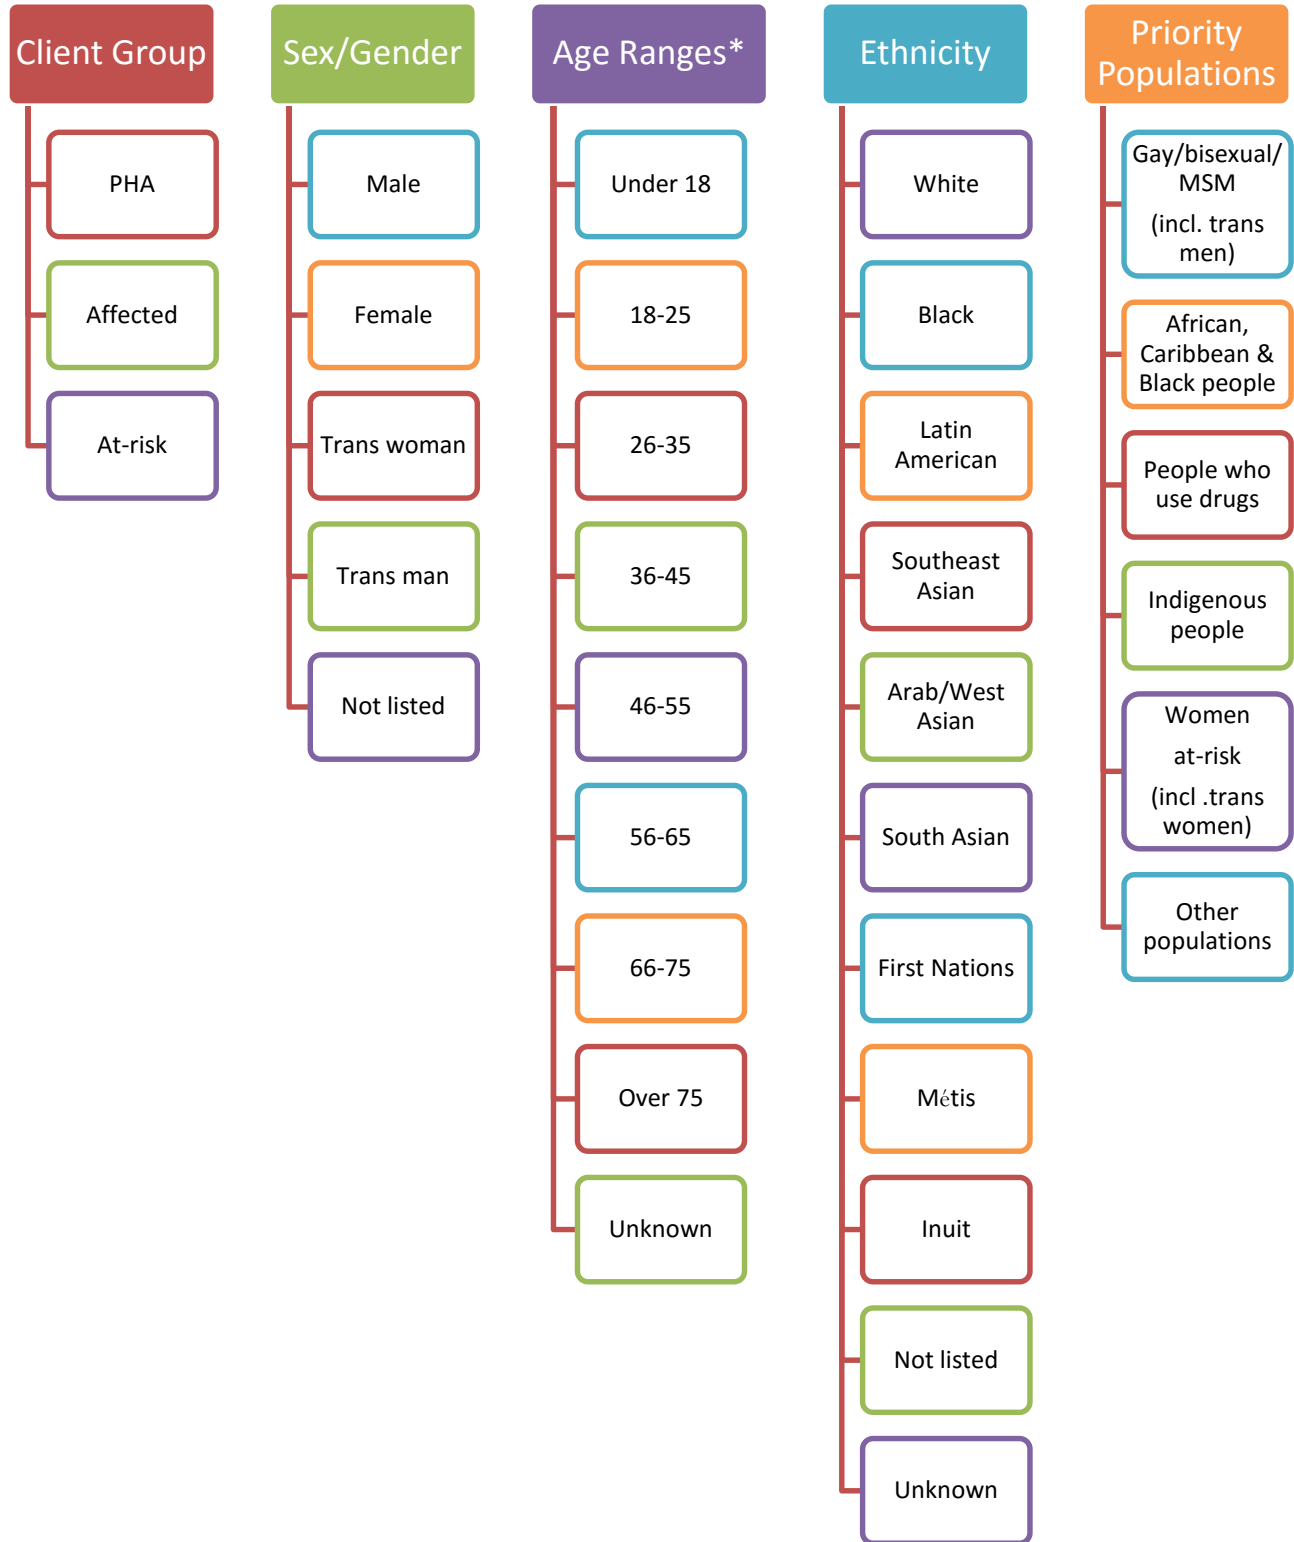 Client Group
PHA
Affected
At-risk
Sex/Gender
Male
Female
Trans woman
Trans man
Not listed
Age Ranges*
Under 18
18-25
26-35
36-45
46-55
56-65
66-75
Over 75
Unknown
Ethnicity
White
Black
Latin
American
Southeast
Asian
Arab/West
Asian
South Asian
First Nations
Métis
Inuit
Not listed
Unknown
Priority
Populations
Gay/bisexual/
MSM
(incl. trans
men)
African,
Caribbean &
Black people
People who
use drugs
Indigenous
people
Women
at-risk
(incl .trans
women)
Other
populations